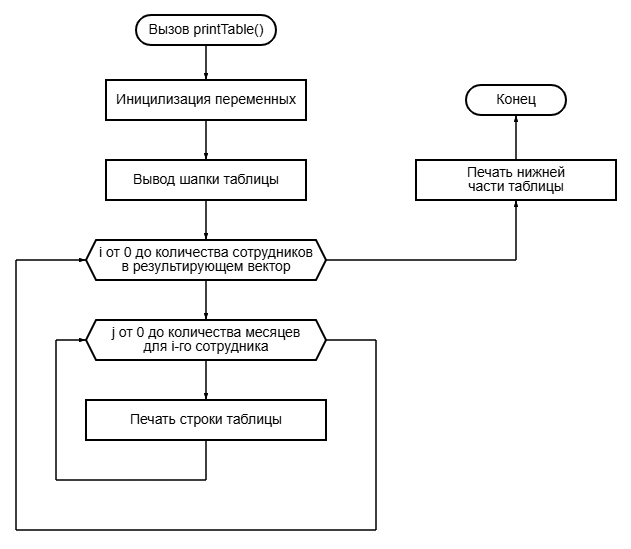 Вызов printTable()
Иницилизация переменных
Вывод шапки таблицы
i от 0 до количества сотрудников
в результирующем вектор
j от 0 до количества месяцев
для i-го сотрудника
Печать строки таблицы
Печать нижней
части таблицы
Конец